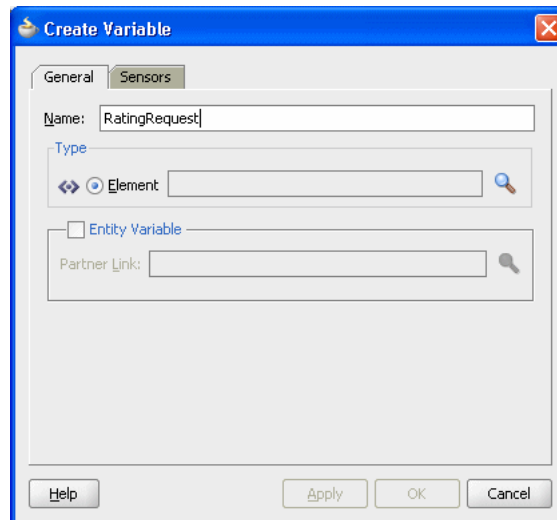 Create Variable
General Sensors
Name: RatingRequest
Type
Element
Entity Variable
Partner Link:
Help Apply OK Cancel